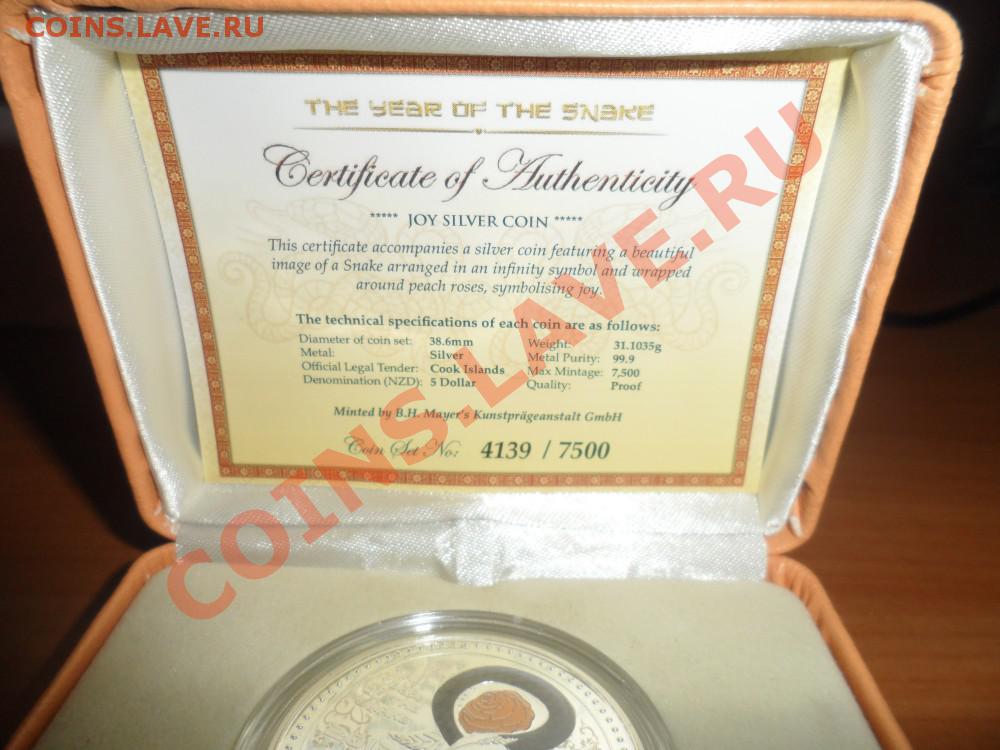 COINS.LAVE.RU
THE YEAR OF THE SNAKE
Certificate of Authenticity
***** JOY SILVER COIN *****
This certificate accompanies a silver coin featuring a beautiful
image of a Snake arranged in an infinity symbol and wrapped
around peach roses, symbolising joy.
The technical specifications of each coin are as follows:
Diameter of coin set: 38.6mm Weight: 31.1035g
Metal: Silver Metal Purity: 99.9
Official Legal Tender: Cook Islands Max Mintage: 7,500
Denomination (NZD): 5 Dollar Quality: Proof
Minted by B.H. Mayer's Kunstprägeanstalt GmbH
Coin Set No: 4139 / 7500
COINS.LAVE.RU